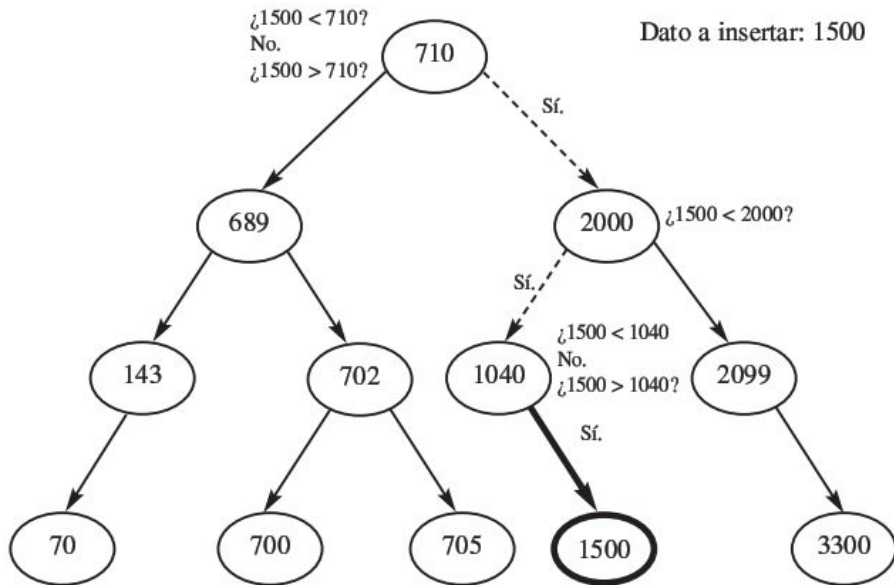 ¿1500 < 710?
No.
¿1500 > 710?
710
Dato a insertar: 1500
Sí.
689
2000
¿1500 < 2000?
Sí.
143
702
1040
¿1500 < 1040
No.
¿1500 > 1040?
2099
Sí.
70
700
705
1500
3300